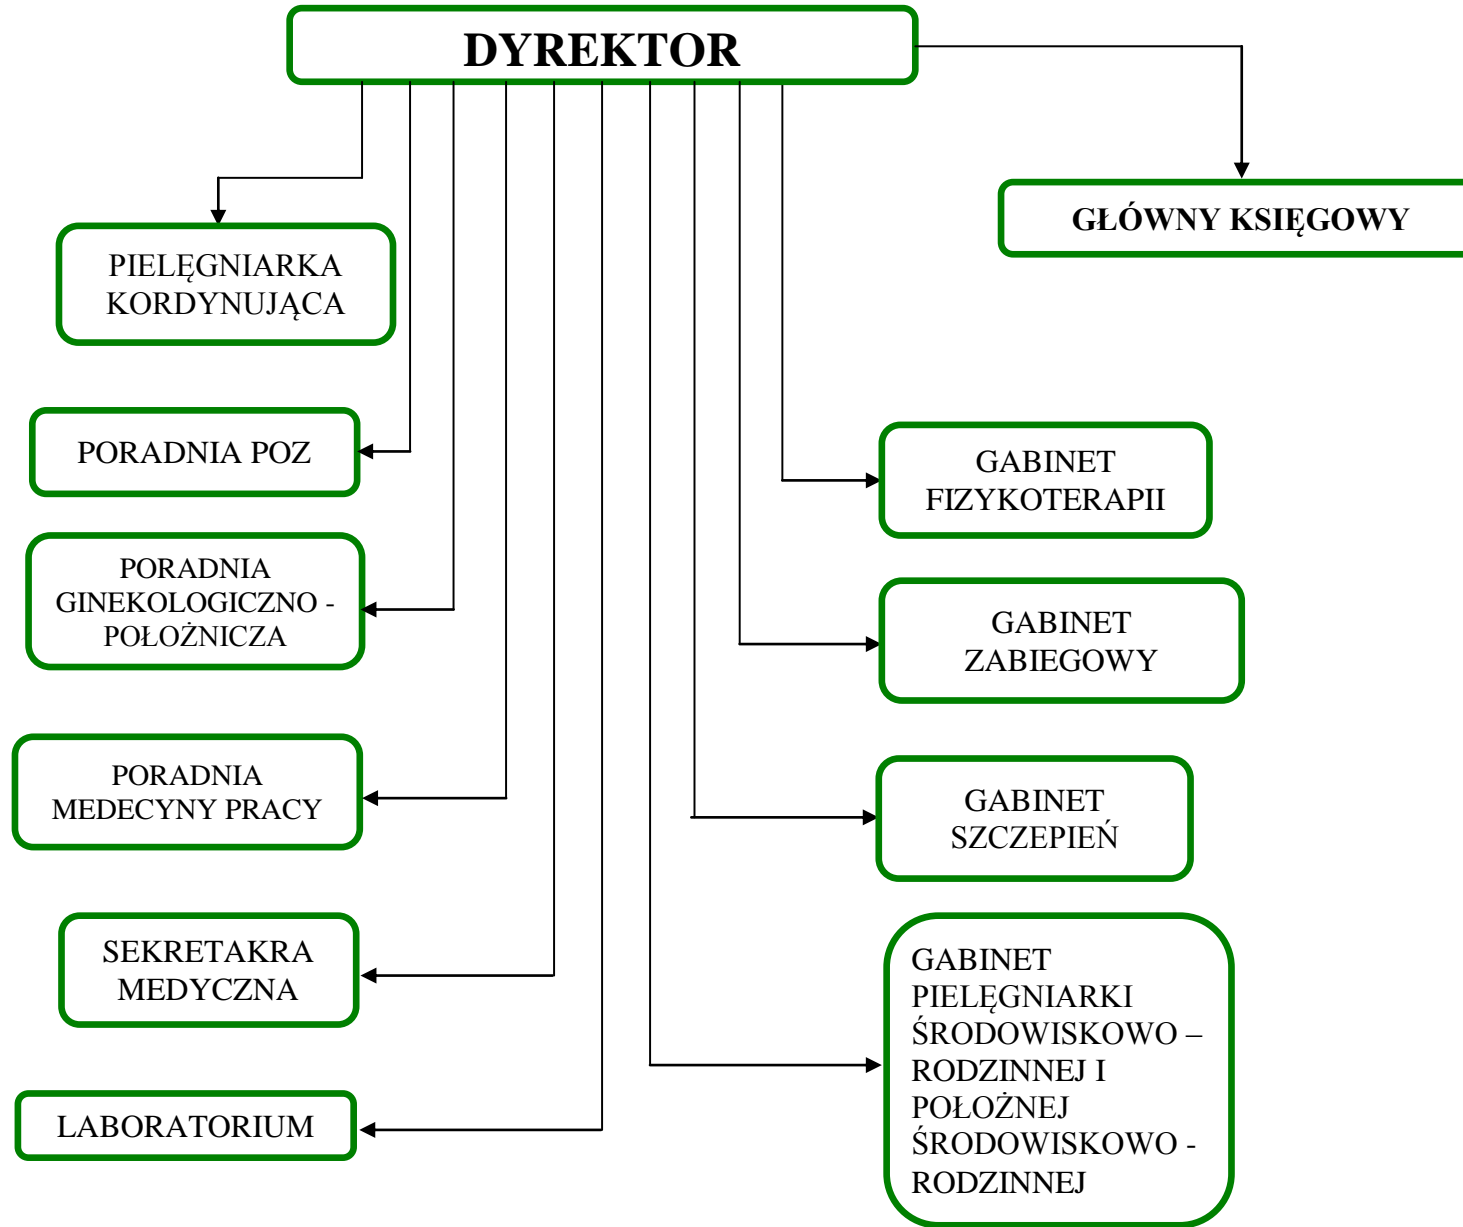 DYREKTOR
GŁÓWNY KSIĘGOWY
PIELĘGNIARKA
KORDYNUJĄCA
PORADNIA POZ
GABINET
FIZYKOTERAPII
PORADNIA
GINEKOLOGICZNO -
POŁOŻNICZA
GABINET
ZABIEGOWY
PORADNIA
MEDECYNY PRACY
GABINET
SZCZEPIEŃ
SEKRETAKRA
MEDYCZNA
GABINET
PIELĘGNIARKI
ŚRODOWISKOWO –
RODZINNEJ I
POŁOŻNEJ
ŚRODOWISKOWO -
RODZINNEJ
LABORATORIUM